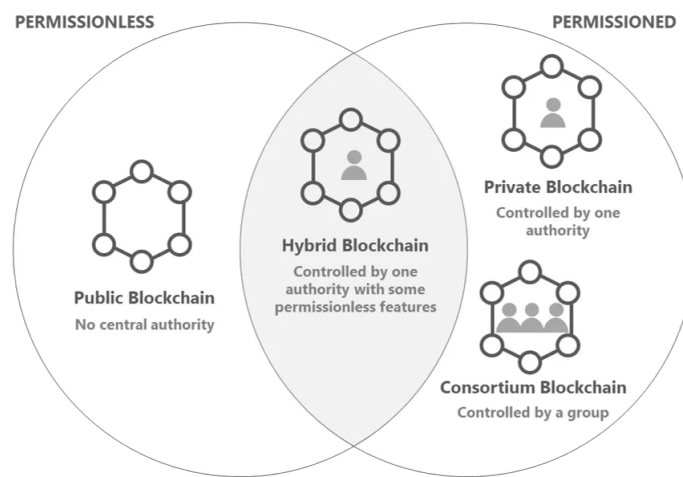 PERMISSIONLESS
PERMISSIONED
Public Blockchain
No central authority
Hybrid Blockchain
Controlled by one
authority with some
permissionless features
Private Blockchain
Controlled by one
authority
Consortium Blockchain
Controlled by a group